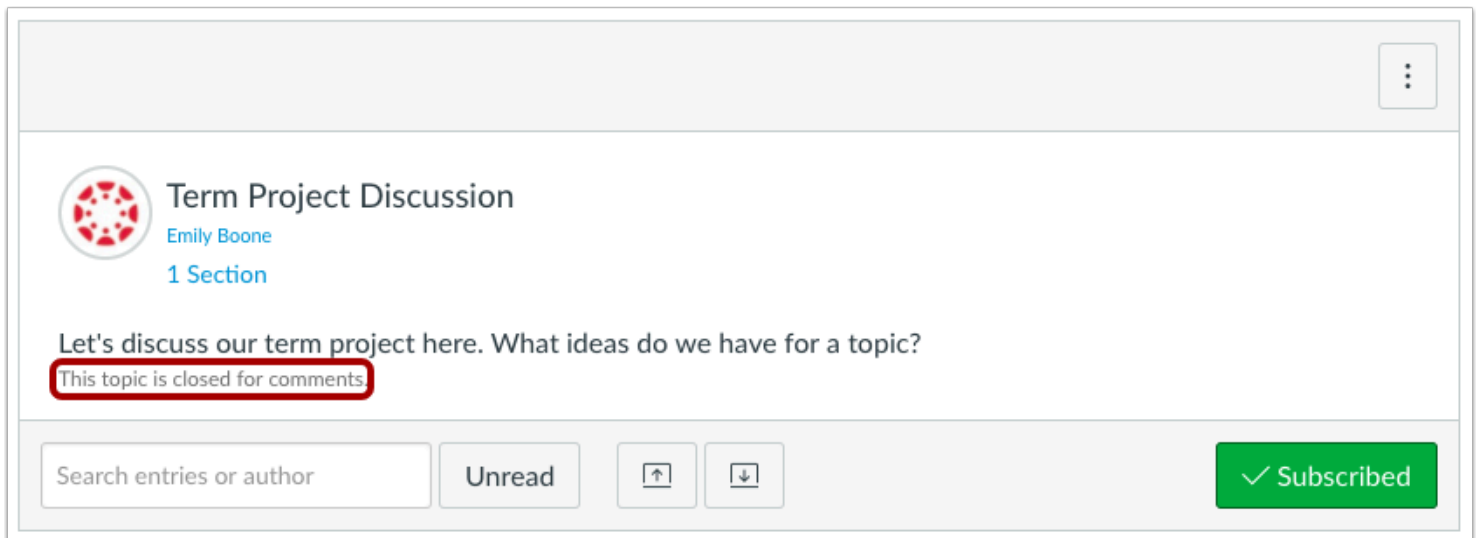 Term Project Discussion
Emily Boone
1 Section
Let's discuss our term project here. What ideas do we have for a topic?
This topic is closed for comments.
Search entries or author
Unread
Subscribed